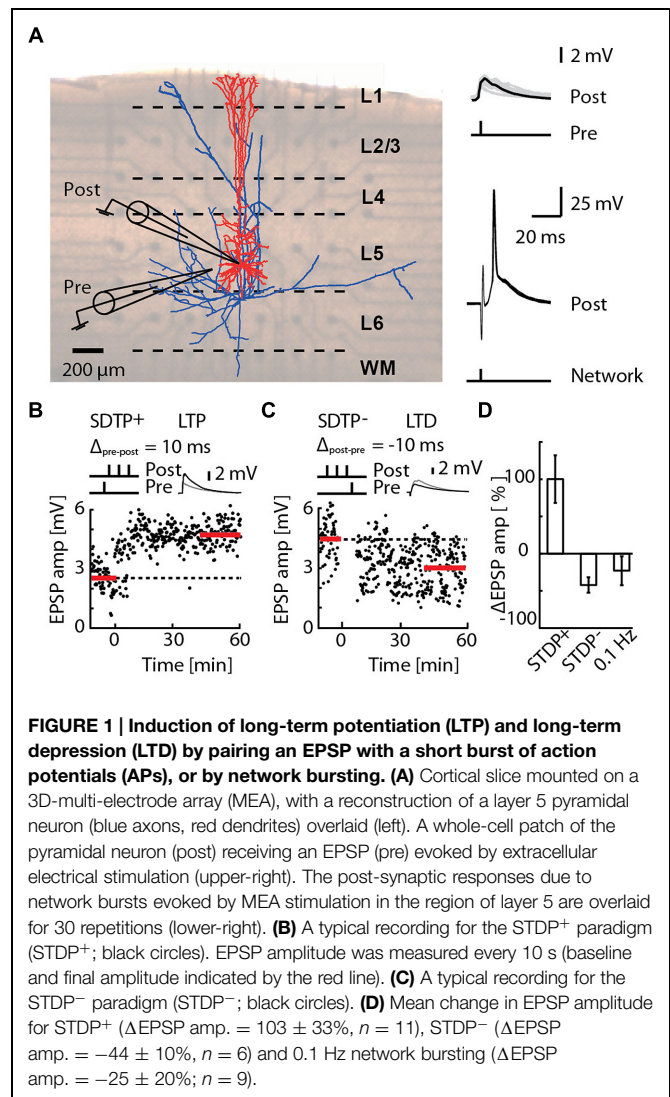 A
2 mV
Post
Pre
L1
L2/3
L4
L5
L6
WM
Post
Pre
200 µm
25 mV
20 ms
Post
Network
B
SDTP+ LTP
Δpre-post = 10 ms
Post
Pre
2 mV
EPSP amp [mV]
6
3
0
0 30 60
Time [min]
C
SDTP- LTD
Δpost-pre = -10 ms
Post
Pre
2 mV
EPSP amp [mV]
6
3
0
0 30 60
Time [min]
D
ΔEPSP amp [ % ]
100
0
-100
STDP+
STDP-
0.1 Hz
FIGURE 1 | Induction of long-term potentiation (LTP) and long-term
depression (LTD) by pairing an EPSP with a short burst of action
potentials (APs), or by network bursting. (A) Cortical slice mounted on a
3D-multi-electrode array (MEA), with a reconstruction of a layer 5 pyramidal
neuron (blue axons, red dendrites) overlaid (left). A whole-cell patch of the
pyramidal neuron (post) receiving an EPSP (pre) evoked by extracellular
electrical stimulation (upper-right). The post-synaptic responses due to
network bursts evoked by MEA stimulation in the region of layer 5 are overlaid
for 30 repetitions (lower-right). (B) A typical recording for the STDP⁺ paradigm
(STDP⁺; black circles). EPSP amplitude was measured every 10 s (baseline
and final amplitude indicated by the red line). (C) A typical recording for the
STDP⁻ paradigm (STDP⁻; black circles). (D) Mean change in EPSP amplitude
for STDP⁺ (ΔEPSP amp. = 103 ± 33%, n = 11), STDP⁻ (ΔEPSP
amp. = −44 ± 10%, n = 6) and 0.1 Hz network bursting (ΔEPSP
amp. = −25 ± 20%; n = 9).